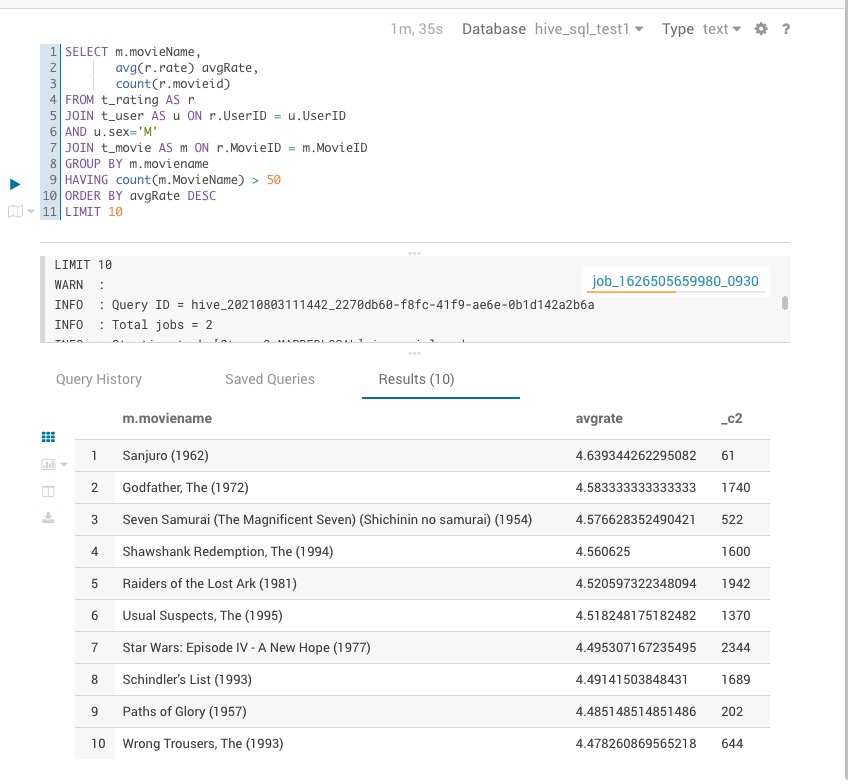 1m, 35s Database hive_sql_test1 Type text ?
1 SELECT m.movieName,
2 avg(r.rate) avgRate,
3 count(r.movieid)
4 FROM t_rating AS r
5 JOIN t_user AS u ON r.UserID = u.UserID
6 AND u.sex='M'
7 JOIN t_movie AS m ON r.MovieID = m.MovieID
8 GROUP BY m.moviename
9 HAVING count(m.MovieName) > 50
10 ORDER BY avgRate DESC
11 LIMIT 10
LIMIT 10
WARN :
job_1626505659980_0930
INFO : Query ID = hive_20210803111442_2270db60-f8fc-41f9-ae6e-0b1d142a2b6a
INFO : Total jobs = 2
Query History Saved Queries Results (10)
m.moviename avgrate _c2
1 Sanjuro (1962) 4.639344262295082 61
2 Godfather, The (1972) 4.583333333333333 1740
3 Seven Samurai (The Magnificent Seven) (Shichinin no samurai) (1954) 4.576628352490421 522
4 Shawshank Redemption, The (1994) 4.560625 1600
5 Raiders of the Lost Ark (1981) 4.520597322348094 1942
6 Usual Suspects, The (1995) 4.518248175182482 1370
7 Star Wars: Episode IV - A New Hope (1977) 4.495307167235495 2344
8 Schindler's List (1993) 4.49141503848431 1689
9 Paths of Glory (1957) 4.485148514851486 202
10 Wrong Trousers, The (1993) 4.478260869565218 644